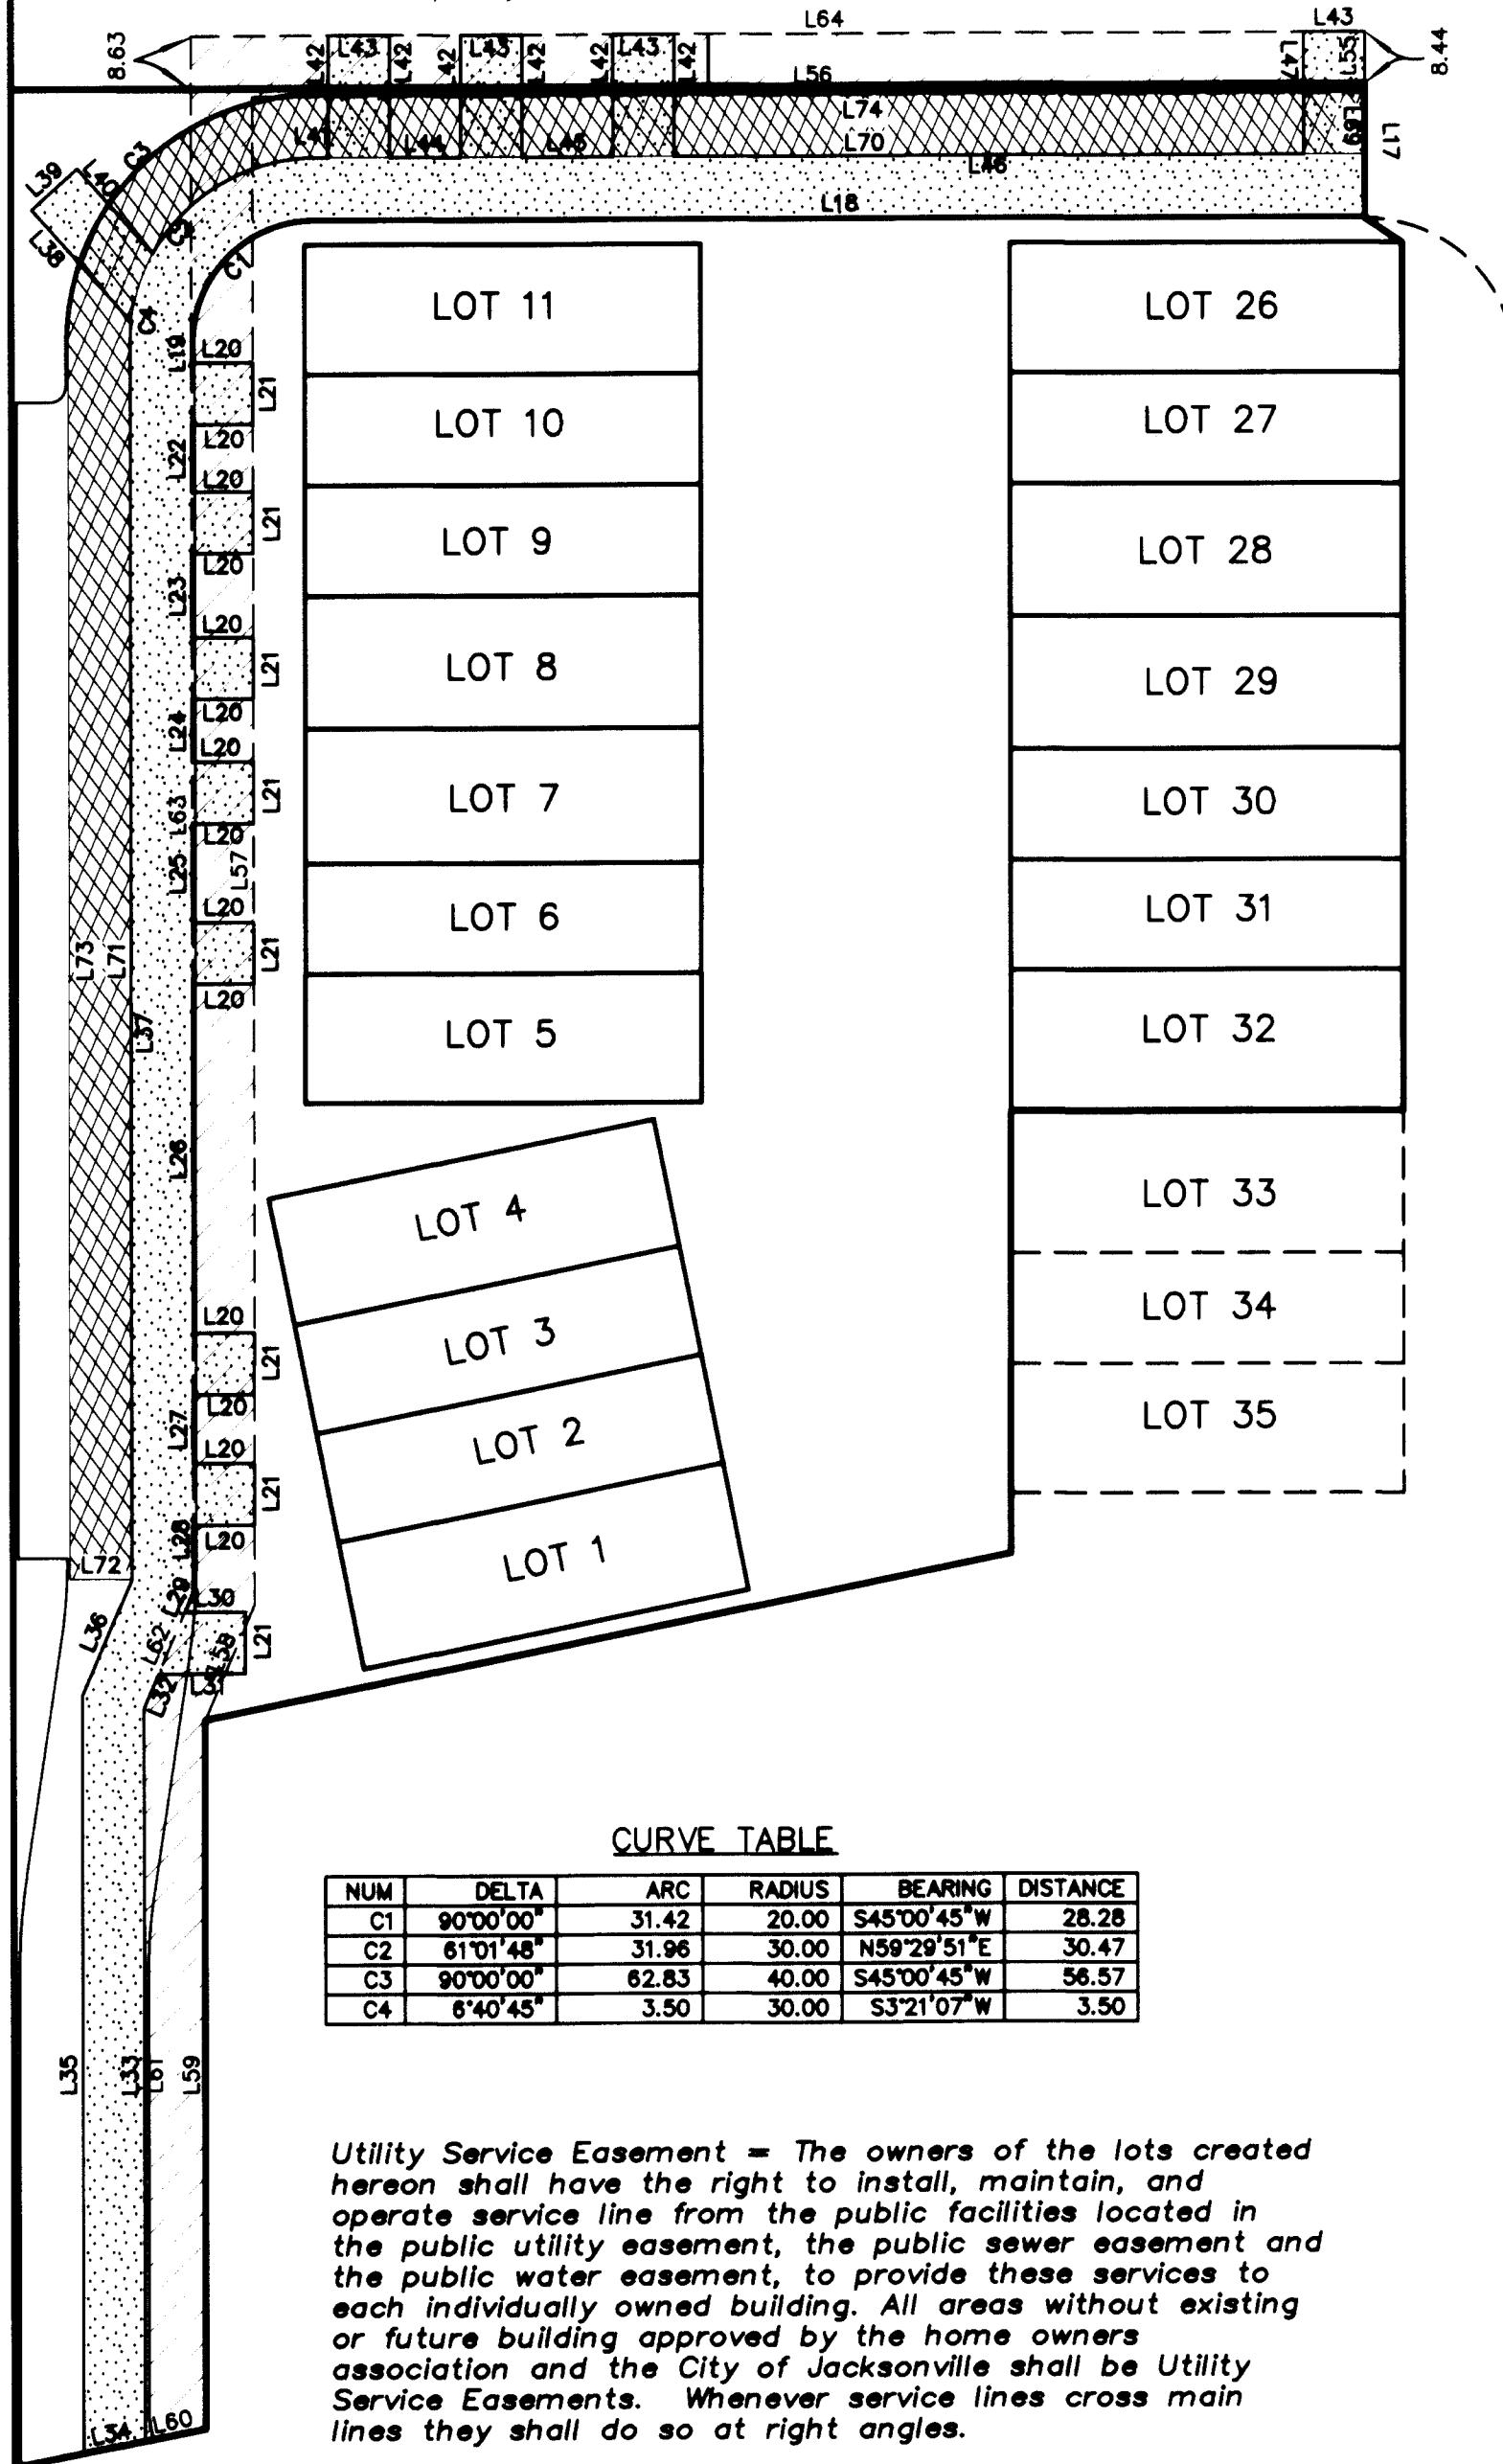 L64
L43
8.63
L42
L43
L42
L42
L43
L42
L42
L43
L42
L47
L55
8.44
L56
L74
L41
L44
L45
L70
L69
L17
L46
L18
C3
L39
L40
L38
C1
C4
L19
L20
L21
L22
L20
L20
L21
L20
L23
L20
L21
L20
L24
L20
L21
L63
L20
L25
L57
L20
L21
L20
L73
L71
L37
L26
L20
L21
L20
L27
L20
L21
L28
L20
L72
L29
L30
L36
L62
L58
L21
L32
L31
LOT 11
LOT 10
LOT 9
LOT 8
LOT 7
LOT 6
LOT 5
LOT 4
LOT 3
LOT 2
LOT 1
LOT 26
LOT 27
LOT 28
LOT 29
LOT 30
LOT 31
LOT 32
LOT 33
LOT 34
LOT 35
L35
L33
L61
L59
L34
L60
CURVE TABLE
NUM DELTA ARC RADIUS BEARING DISTANCE
C1 90°00'00" 31.42 20.00 S45°00'45"W 28.28
C2 61°01'48" 31.96 30.00 N59°29'51"E 30.47
C3 90°00'00" 62.83 40.00 S45°00'45"W 56.57
C4 6°40'45" 3.50 30.00 S3°21'07"W 3.50
Utility Service Easement = The owners of the lots created
hereon shall have the right to install, maintain, and
operate service line from the public facilities located in
the public utility easement, the public sewer easement and
the public water easement, to provide these services to
each individually owned building. All areas without existing
or future building approved by the home owners
association and the City of Jacksonville shall be Utility
Service Easements. Whenever service lines cross main
lines they shall do so at right angles.